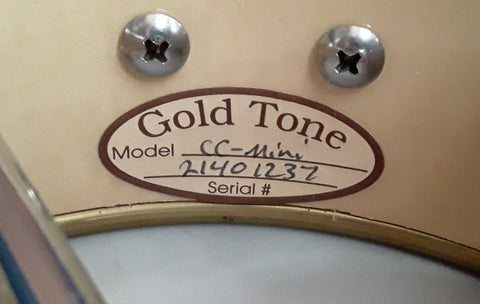 Gold Tone
Model CC-Mini
21401237
Serial #